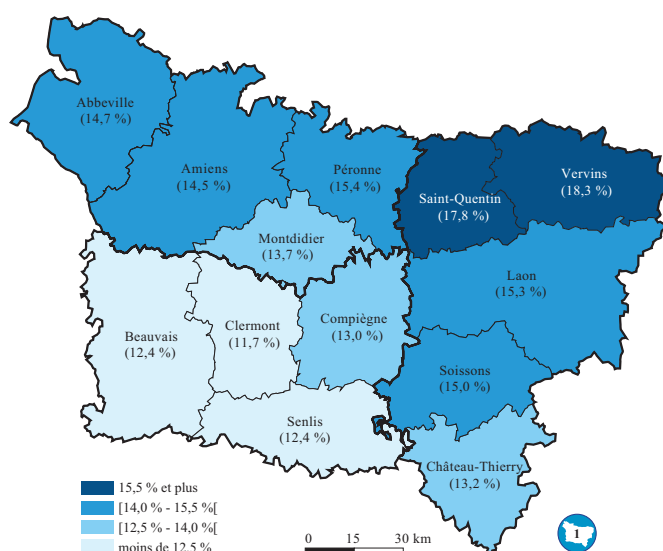 Abbeville
(14,7 %)
Amiens
(14,5 %)
Péronne
(15,4 %)
Saint-Quentin
(17,8 %)
Vervins
(18,3 %)
Montdidier
(13,7 %)
Laon
(15,3 %)
Beauvais
(12,4 %)
Clermont
(11,7 %)
Compiègne
(13,0 %)
Soissons
(15,0 %)
Senlis
(12,4 %)
Château-Thierry
(13,2 %)
15,5 % et plus
[14,0 % - 15,5 %[
[12,5 % - 14,0 %[
moins de 12,5 %
0 15 30 km
1